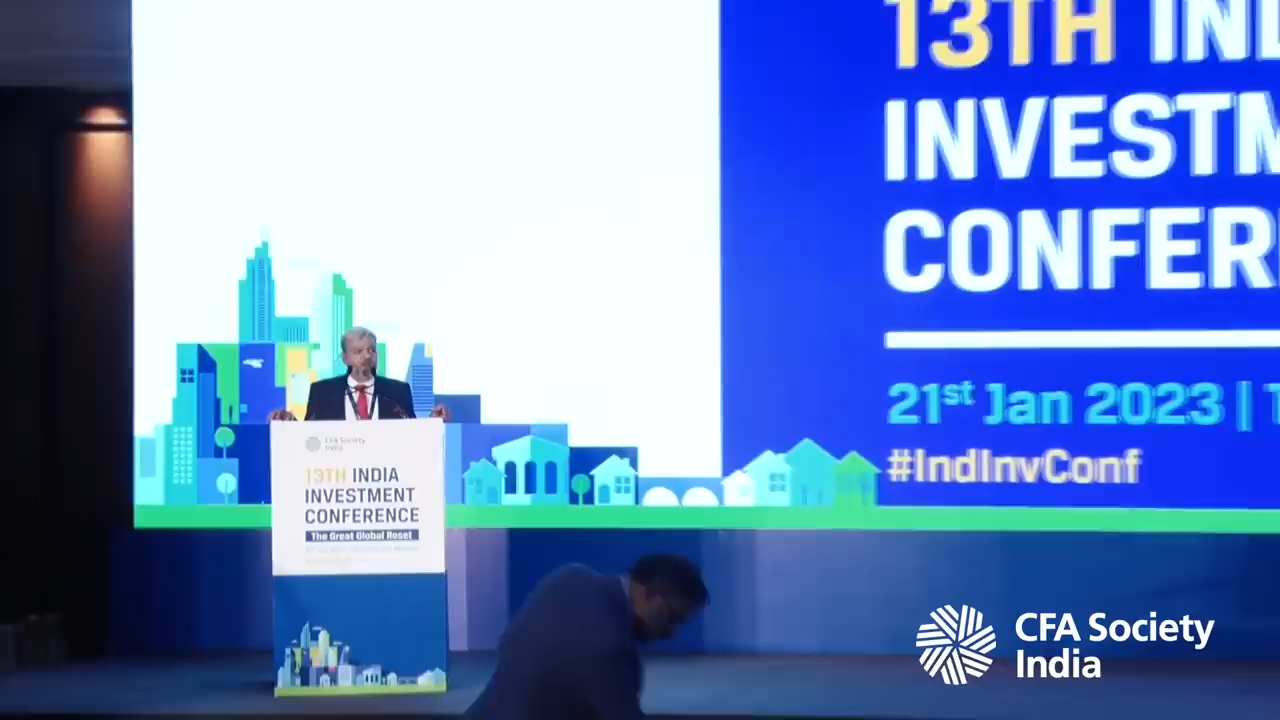 13TH IND
INVESTM
CONFER
21st Jan 2023 | T
#IndInvConf
CFA Society
India
13TH INDIA
INVESTMENT
CONFERENCE
The Great Global Reset
CFA Society
India